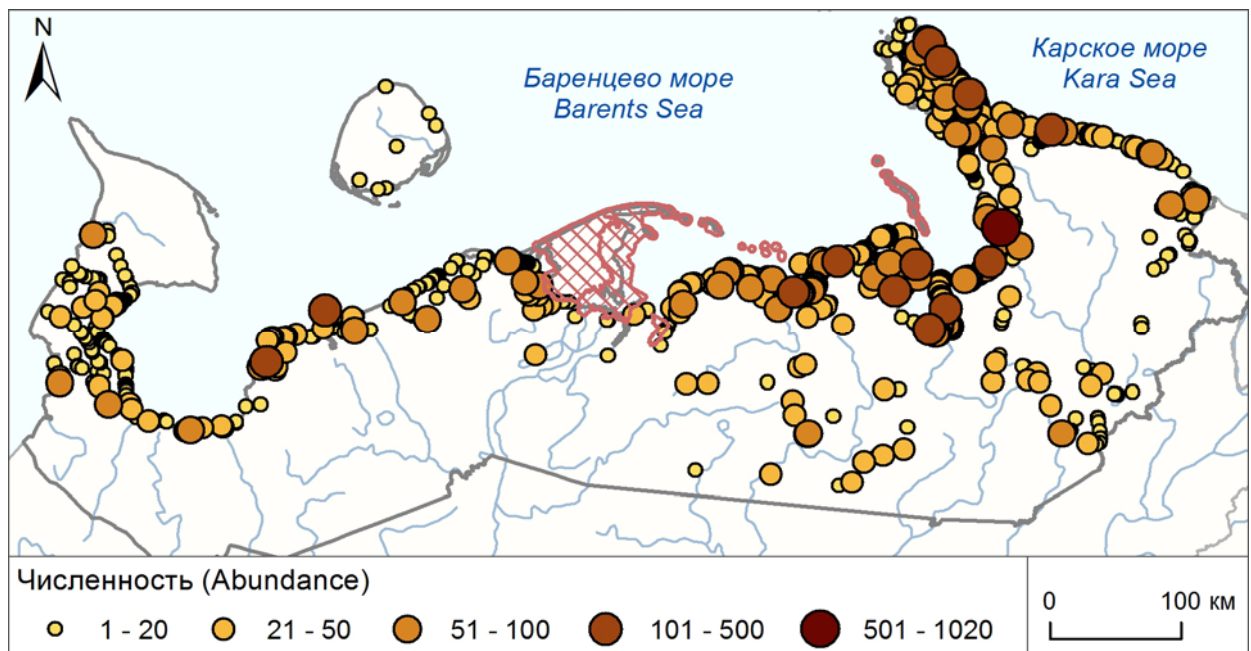 N
Баренцево море
Barents Sea
Карское море
Kara Sea
Численность (Abundance)
1 - 20
21 - 50
51 - 100
101 - 500
501 - 1020
0
100 км